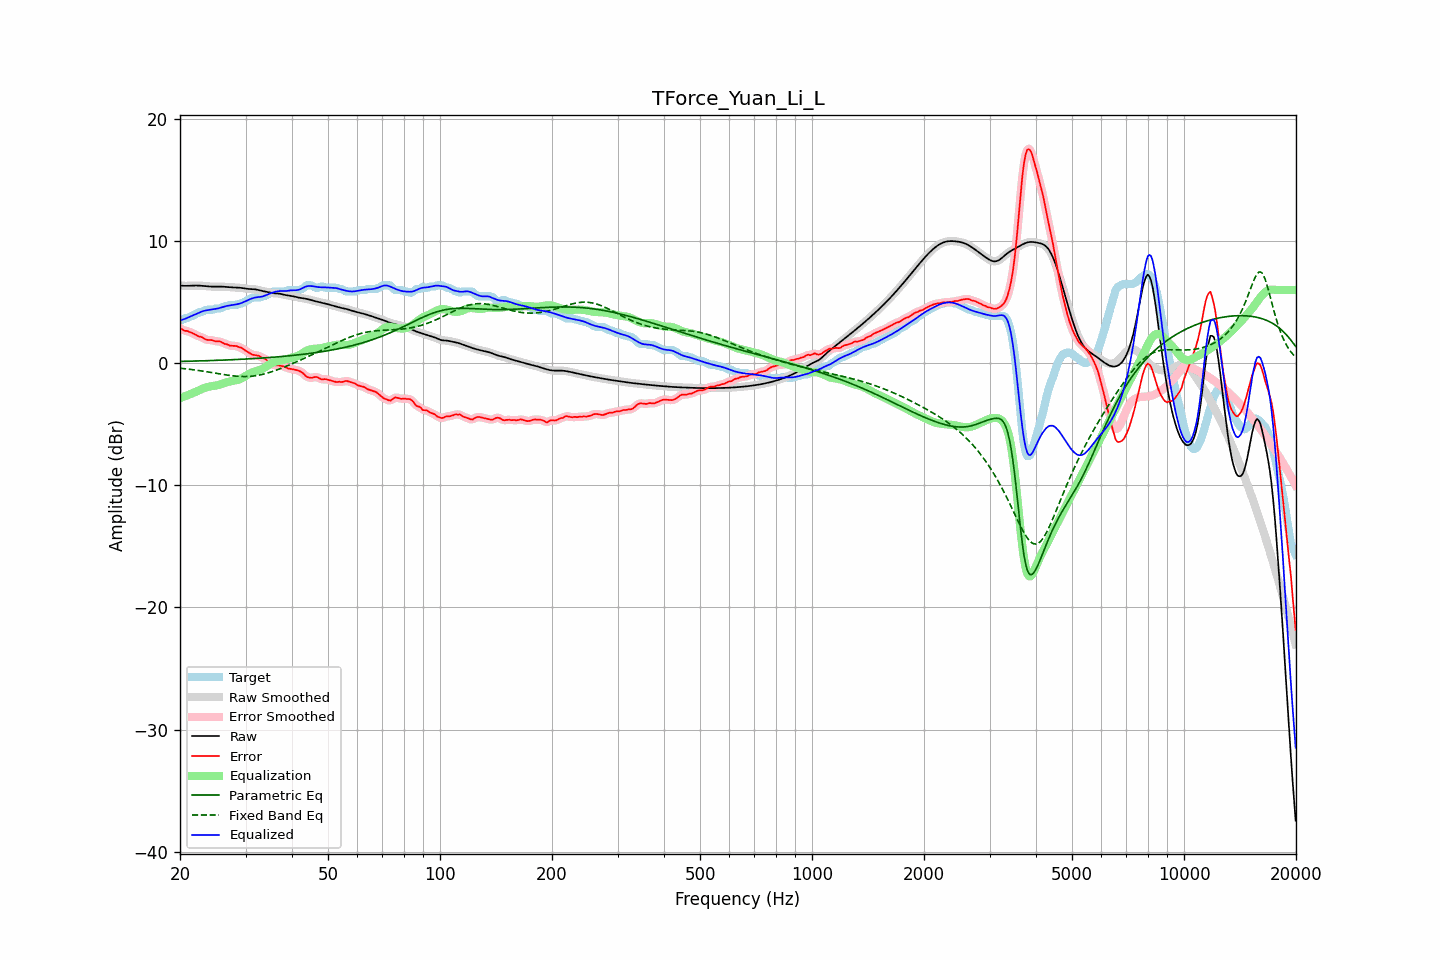 TForce_Yuan_Li_L
20
10
0
−10
−20
−30
−40
Amplitude (dBr)
Target
Raw Smoothed
Error Smoothed
Raw
Error
Equalization
Parametric Eq
Fixed Band Eq
Equalized
20 50 100 200 500 1000 2000 5000 10000 20000
Frequency (Hz)